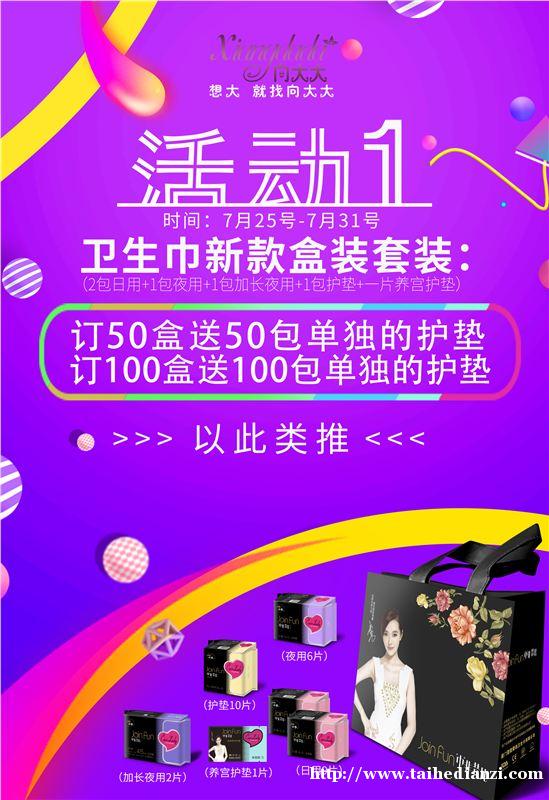 向大大
想大 就找向大大
活动1
时间：7月25号-7月31号
卫生巾新款盒装套装：
(2包日用+1包夜用+1包加长夜用+1包护垫+一片养宫护垫)
订50盒送50包单独的护垫
订100盒送100包单独的护垫
>>> 以此类推 <<<
(夜用6片)
(护垫10片)
(加长夜用2片)
(养宫护垫1片)
Join Fun
http://www.taihedianzi.com